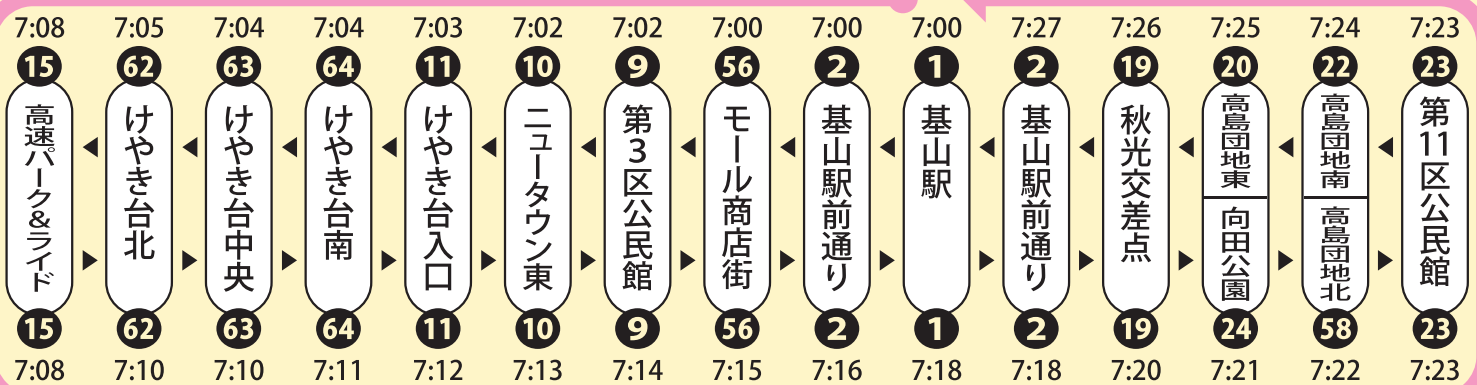 7:08 7:05 7:04 7:04 7:03 7:02 7:02 7:00 7:00 7:00 7:27 7:26 7:25 7:24 7:23
15 62 63 64 11 10 9 56 2 1 2 19 20 22 23
高速パーク&ライド
けやき台北
けやき台中央
けやき台南
けやき台入口
ニュータウン東
第3区公民館
モール商店街
基山駅前通り
基山駅
基山駅前通り
秋光交差点
高島団地東
向田公園
高島団地南
高島団地北
第11区公民館
15 62 63 64 11 10 9 56 2 1 2 19 24 58 23
7:08 7:10 7:10 7:11 7:12 7:13 7:14 7:15 7:16 7:18 7:18 7:20 7:21 7:22 7:23